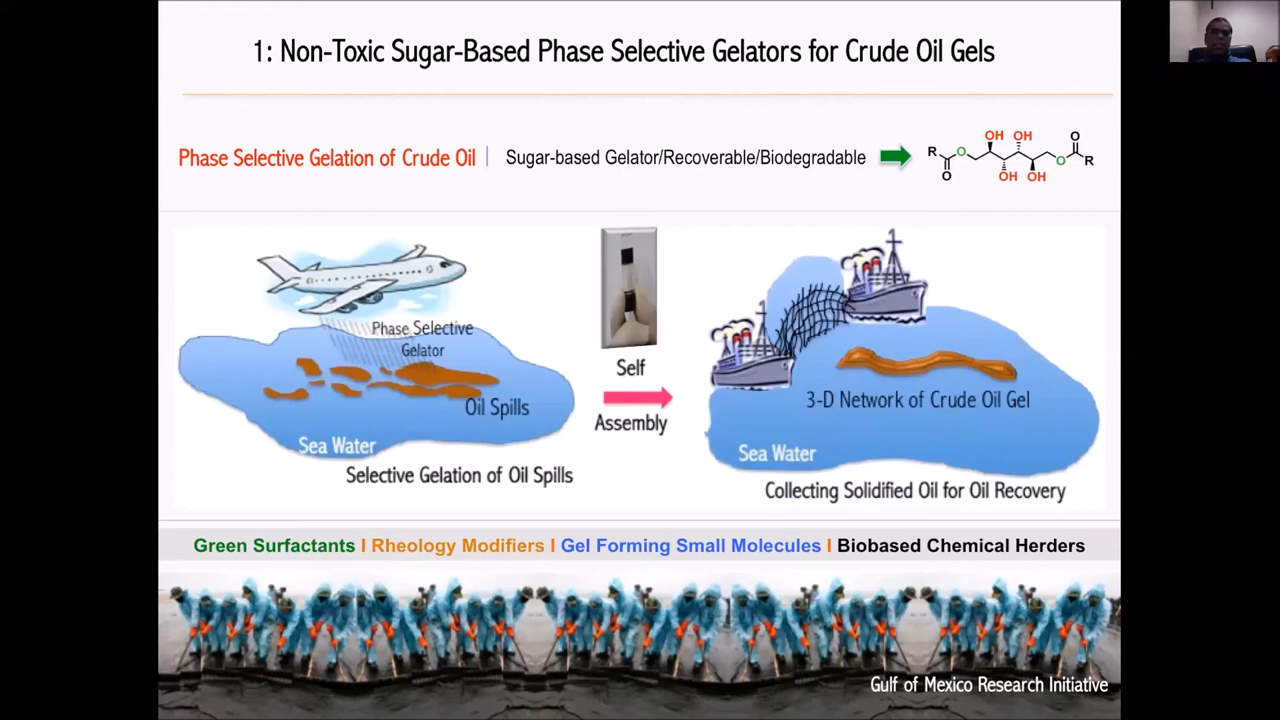 1: Non-Toxic Sugar-Based Phase Selective Gelators for Crude Oil Gels
Phase Selective Gelation of Crude Oil | Sugar-based Gelator/Recoverable/Biodegradable
R O O OH OH OH OH O O R
Phase Selective
Gelator
Oil Spills
Sea Water
Selective Gelation of Oil Spills
Self
Assembly
3-D Network of Crude Oil Gel
Sea Water
Collecting Solidified Oil for Oil Recovery
Green Surfactants I Rheology Modifiers I Gel Forming Small Molecules I Biobased Chemical Herders
Gulf of Mexico Research Initiative